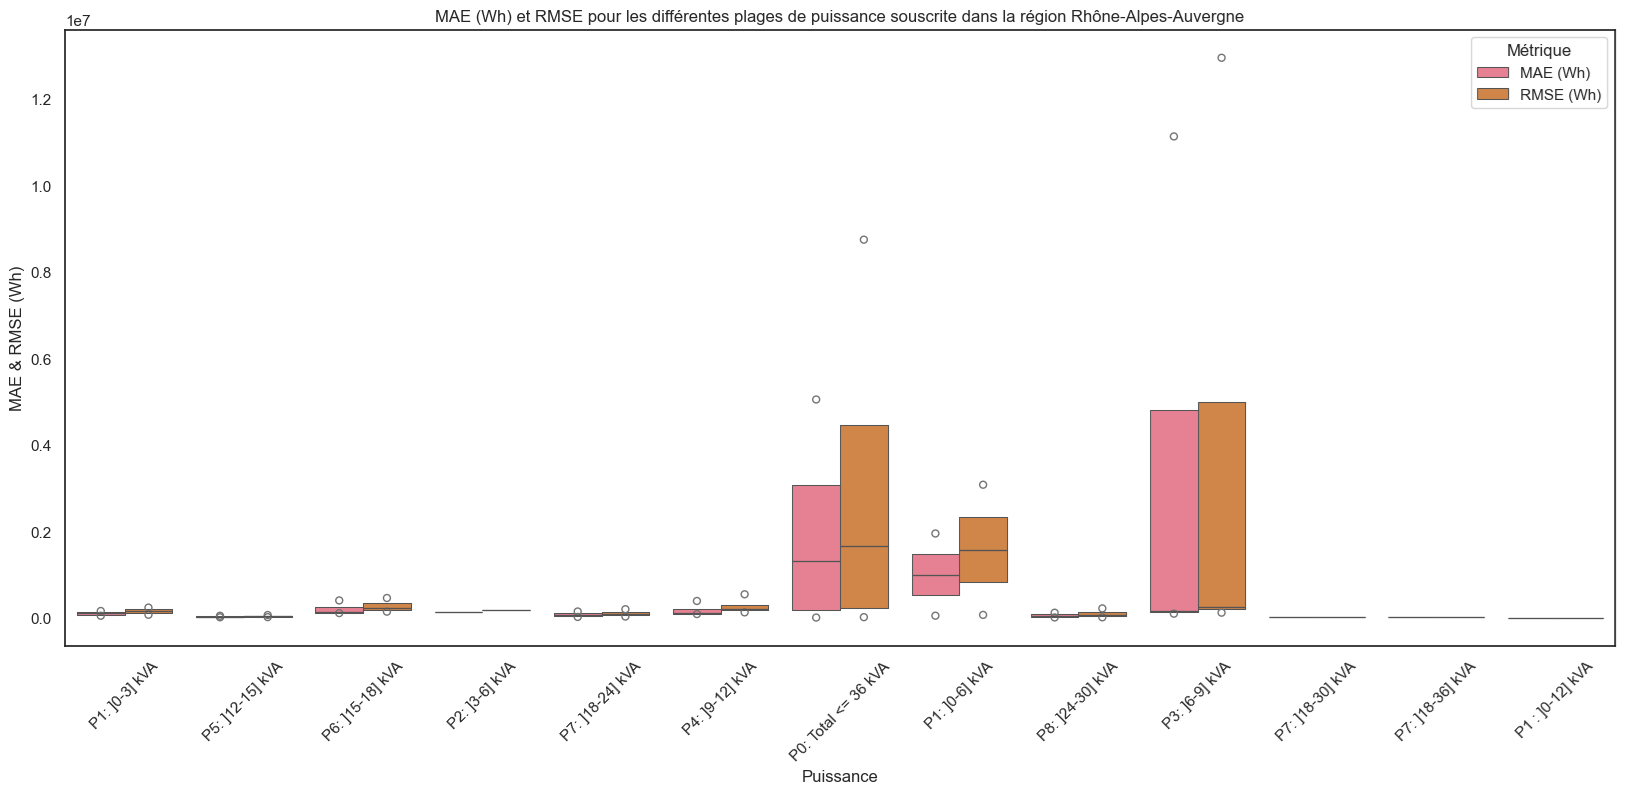 MAE (Wh) et RMSE pour les différentes plages de puissance souscrite dans la région Rhône-Alpes-Auvergne
1e7
Métrique
MAE (Wh)
RMSE (Wh)
1.2
1.0
0.8
0.6
0.4
0.2
0.0
MAE & RMSE (Wh)
P1: ]0-3] kVA
P5: ]12-15] kVA
P6: ]15-18] kVA
P2: ]3-6] kVA
P7: ]18-24] kVA
P4: ]9-12] kVA
P0: Total <= 36 kVA
P1: ]0-6] kVA
P8: ]24-30] kVA
P3: ]6-9] kVA
P7: ]18-30] kVA
P7: ]18-36] kVA
P1 : ]0-12] kVA
Puissance